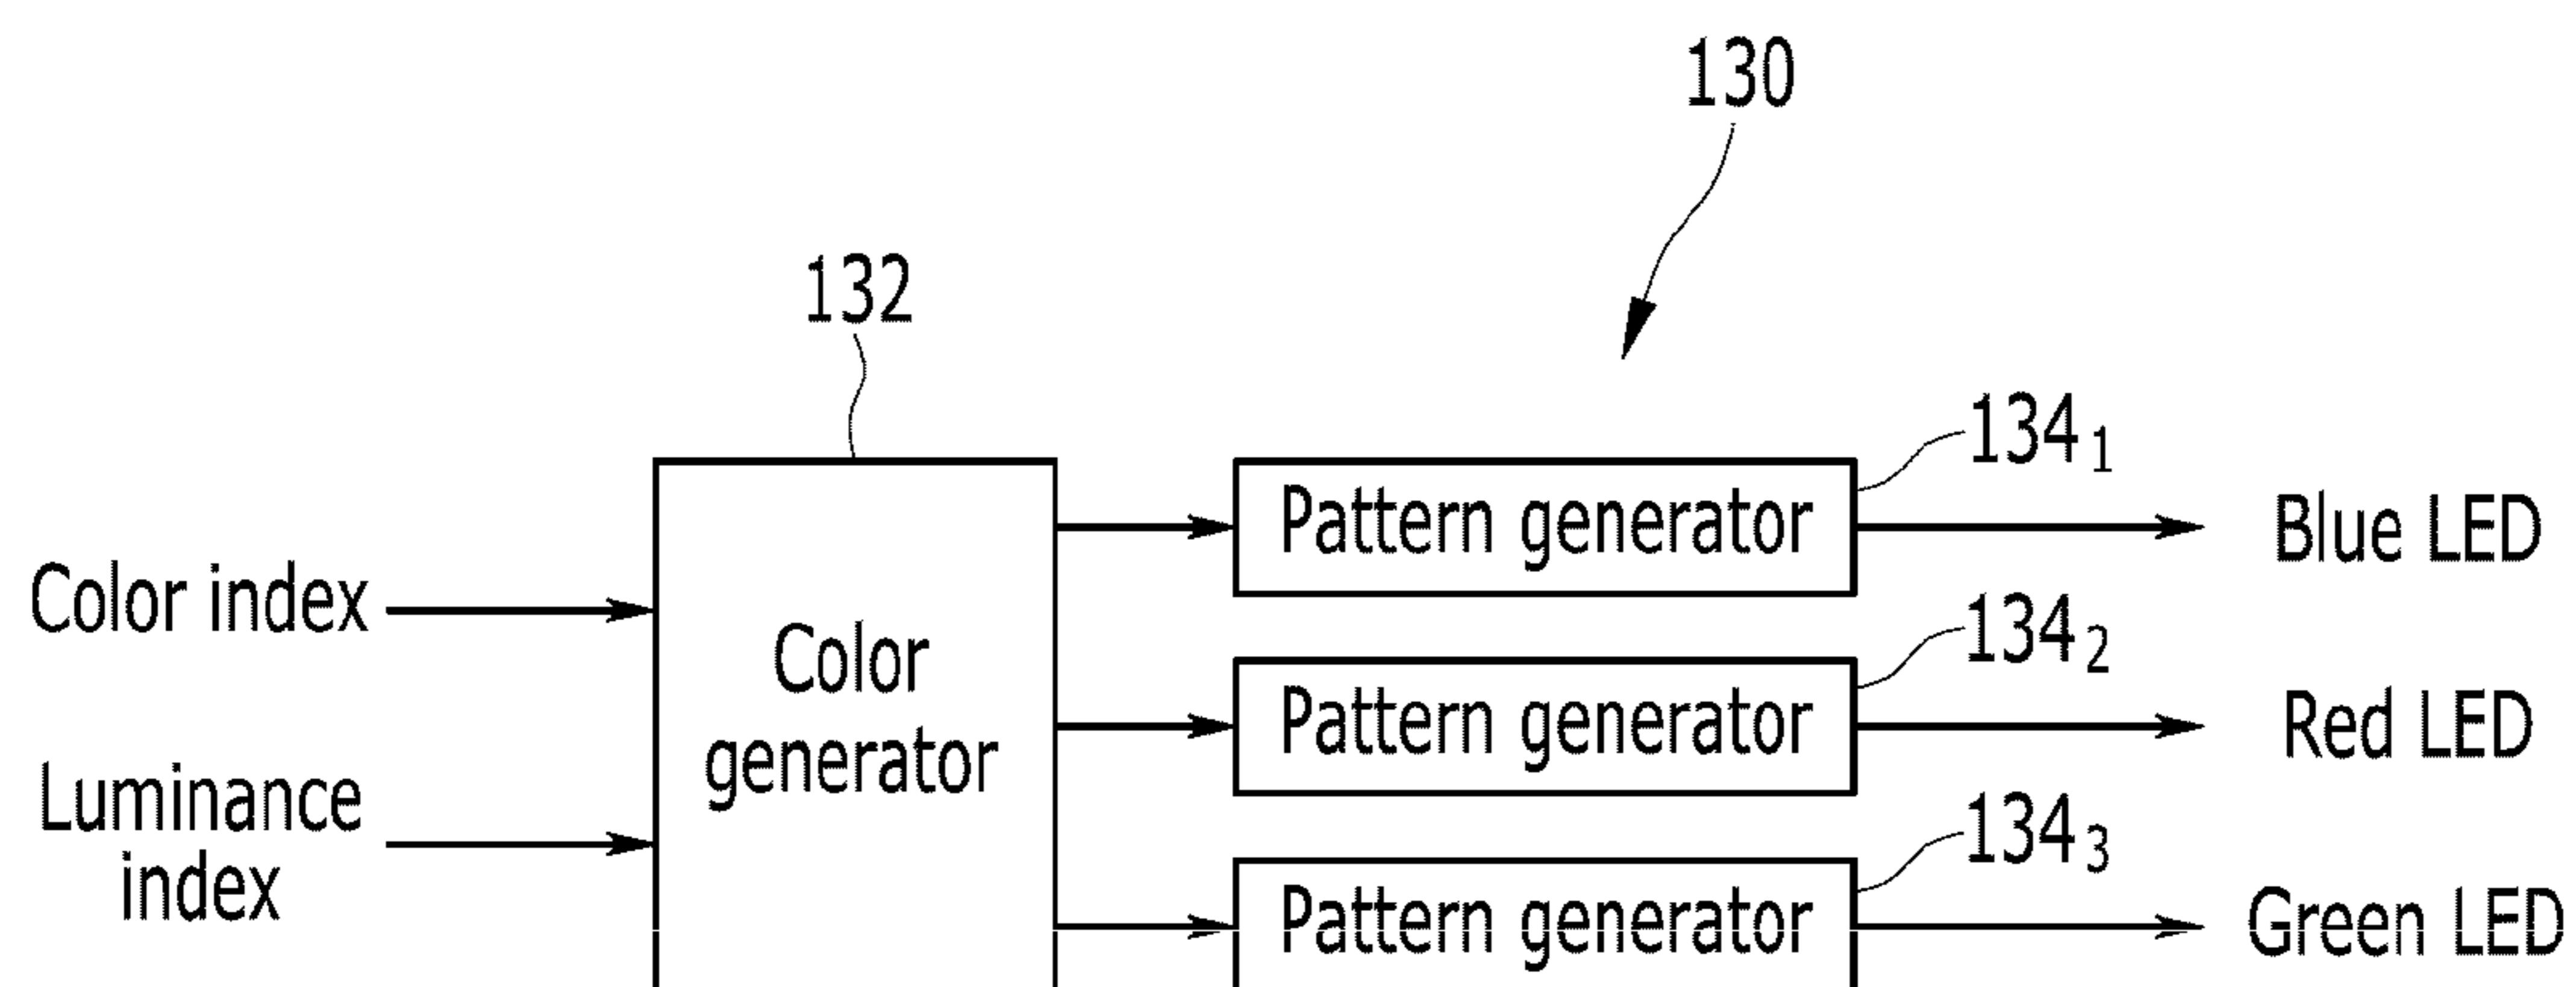 130
132
134₁
Pattern generator
Blue LED
Color index
134₂
Color
generator
Pattern generator
Red LED
Luminance
index
134₃
Pattern generator
Green LED